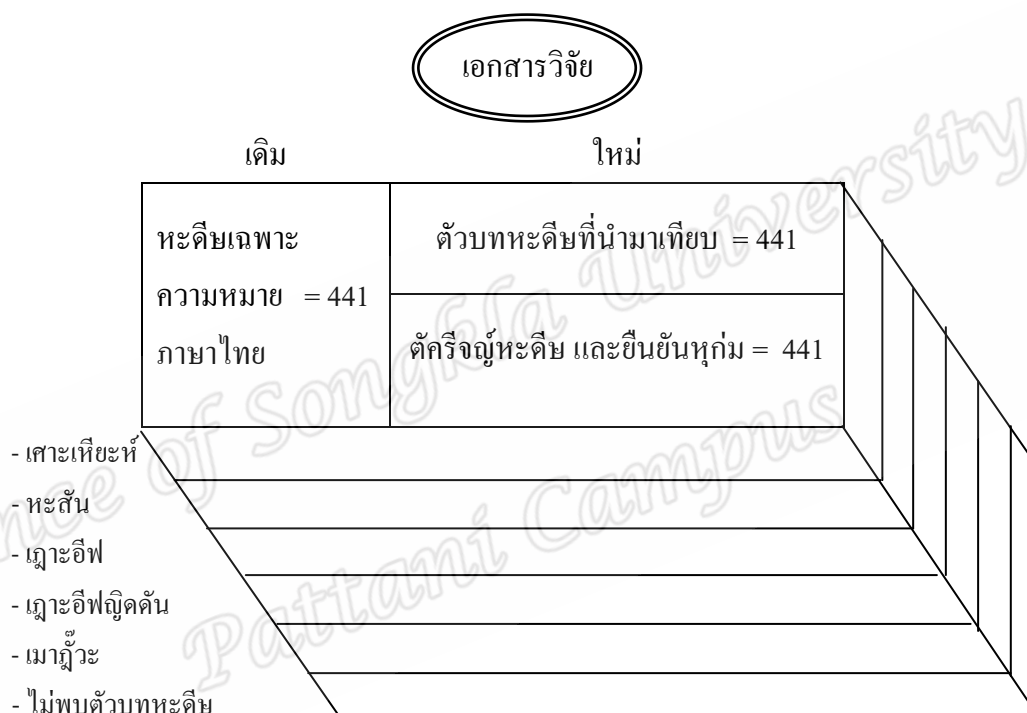 เอกสารวิจัย
เดิม
ใหม่
หะดีษเฉพาะ
ความหมาย = 441
ภาษาไทย
ตัวบทหะดีษที่นำมาเทียบ = 441
ตัครีจญ์หะดีษ และยืนยันหุก่ม = 441
- เศาะเหียะห์
- หะสัน
- เฎาะอีฟ
- เฎาะอีฟญิดดัน
- เมาฎั๊วะ
- ไม่พบตัวบทหะดีษ
nce of Songkla University
Pattani Campus